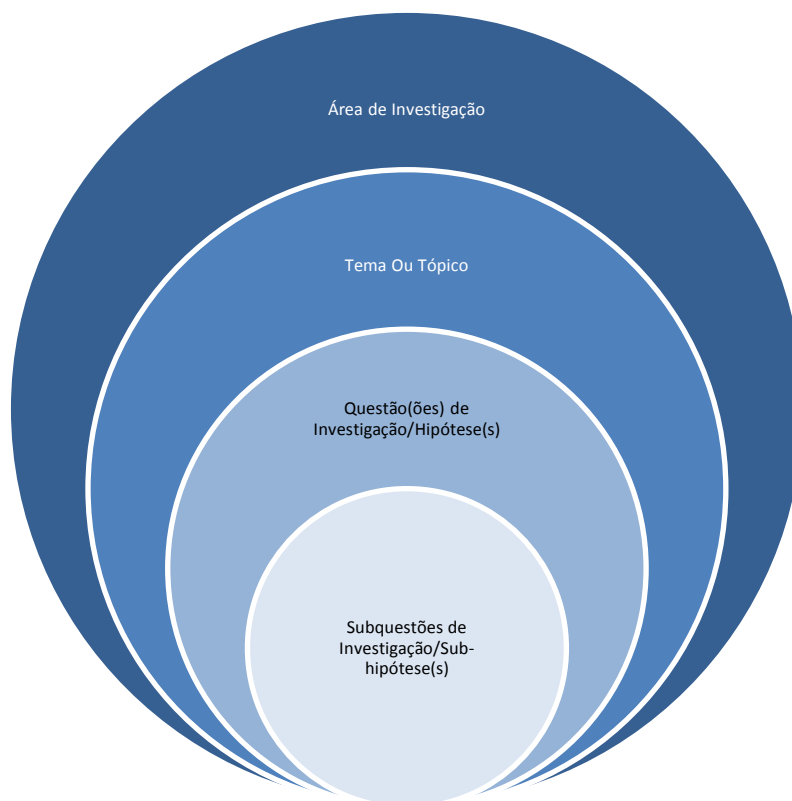 Área de Investigação
Tema Ou Tópico
Questão(ões) de
Investigação/Hipótese(s)
Subquestões de
Investigação/Sub-
hipótese(s)